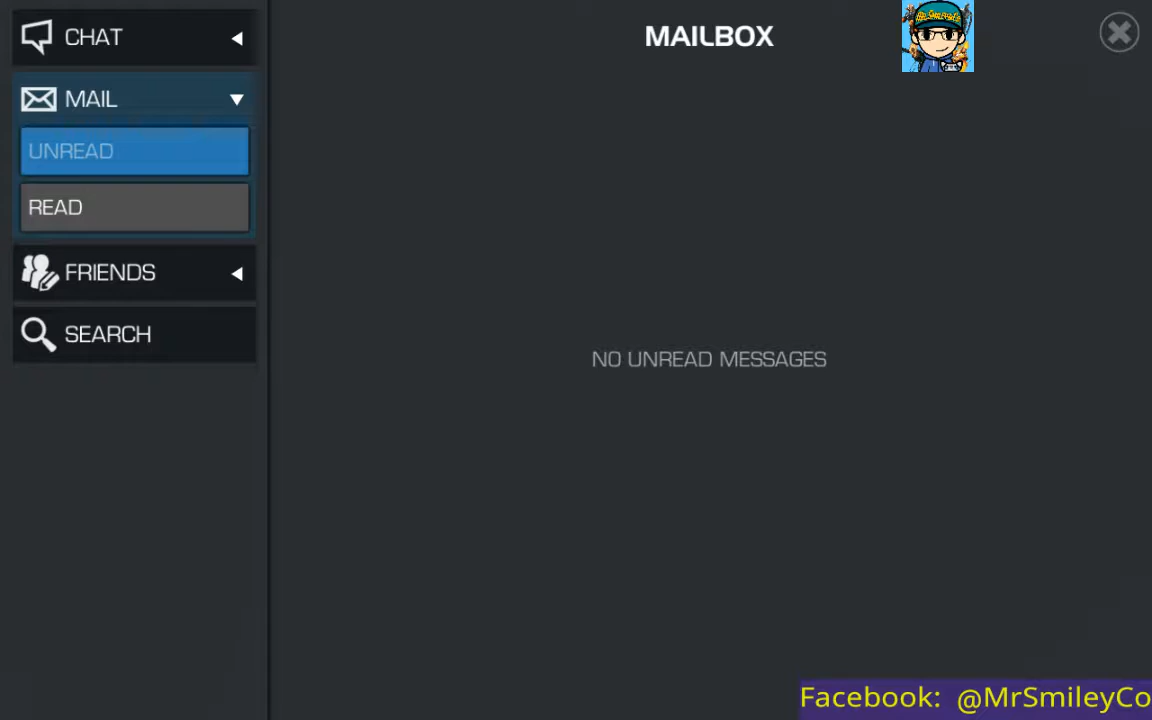 CHAT
MAIL
UNREAD
READ
FRIENDS
SEARCH
MAILBOX
NO UNREAD MESSAGES
Facebook: @MrSmileyCo